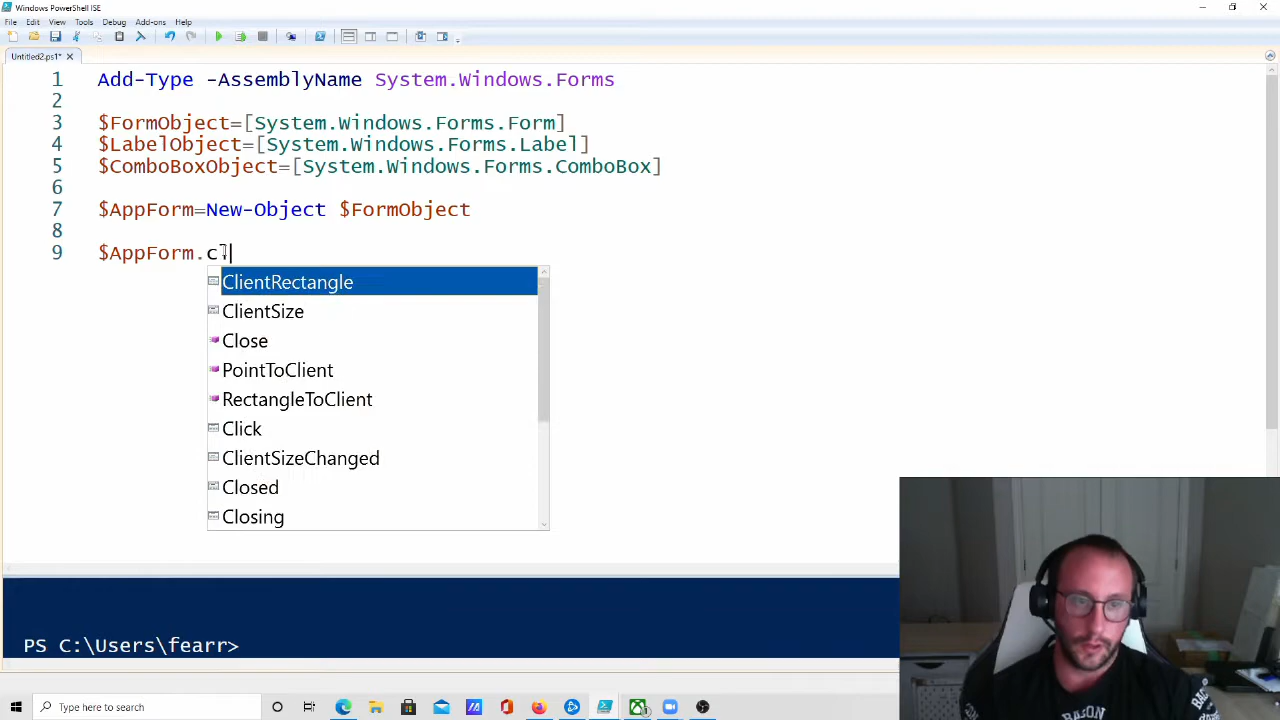 Windows PowerShell ISE
File Edit View Tools Debug Add-ons Help
Untitled2.ps1*
1 Add-Type -AssemblyName System.Windows.Forms
2
3 $FormObject=[System.Windows.Forms.Form]
4 $LabelObject=[System.Windows.Forms.Label]
5 $ComboBoxObject=[System.Windows.Forms.ComboBox]
6
7 $AppForm=New-Object $FormObject
8
9 $AppForm.cl
ClientRectangle
ClientSize
Close
PointToClient
RectangleToClient
Click
ClientSizeChanged
Closed
Closing
PS C:\Users\fearr>
BACON
Type here to search